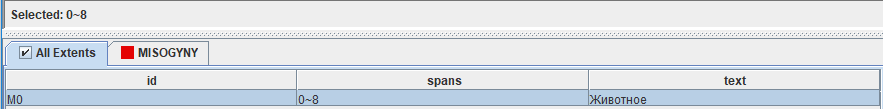 Selected: 0~8
All Extents MISOGYNY
id spans text
M0 0~8 Животное